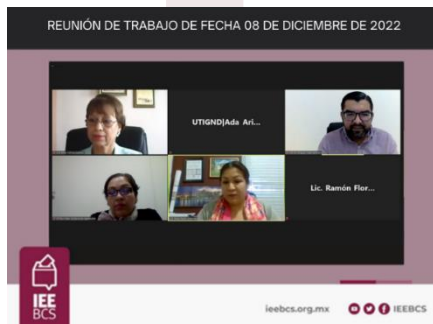 REUNIÓN DE TRABAJO DE FECHA 08 DE DICIEMBRE DE 2022
UTIGND|Ada Ari...
Lic. Ramón Flor...
IEE
BCS
ieebcs.org.mx
IEEBCS